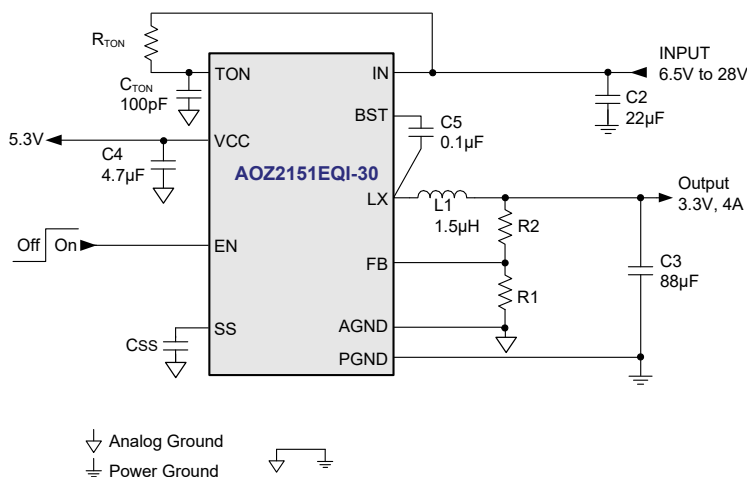 RTON
TON
CTON
100pF
IN
INPUT
6.5V to 28V
C2
22µF
BST
C5
0.1µF
5.3V
VCC
C4
4.7µF
AOZ2151EQI-30
LX
L1
1.5µH
Output
3.3V, 4A
R2
Off
On
EN
FB
C3
88µF
R1
SS
CSS
AGND
PGND
Analog Ground
Power Ground